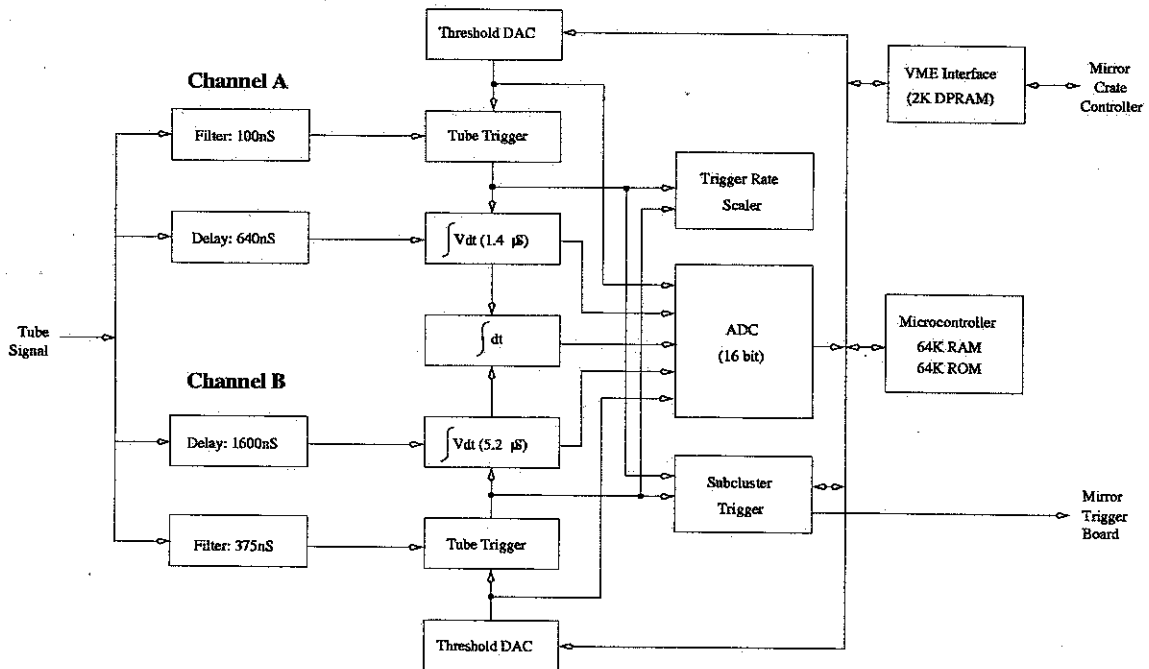 Threshold DAC
Channel A
VME Interface
(2K DPRAM)
Mirror
Crate
Controller
Filter: 100nS
Tube Trigger
Trigger Rate
Scaler
Delay: 640nS
∫ Vdt (1.4 µS)
Tube
Signal
∫ dt
ADC
(16 bit)
Microcontroller
64K RAM
64K ROM
Channel B
Delay: 1600nS
∫ Vdt (5.2 µS)
Subcluster
Trigger
Mirror
Trigger
Board
Filter: 375nS
Tube Trigger
Threshold DAC